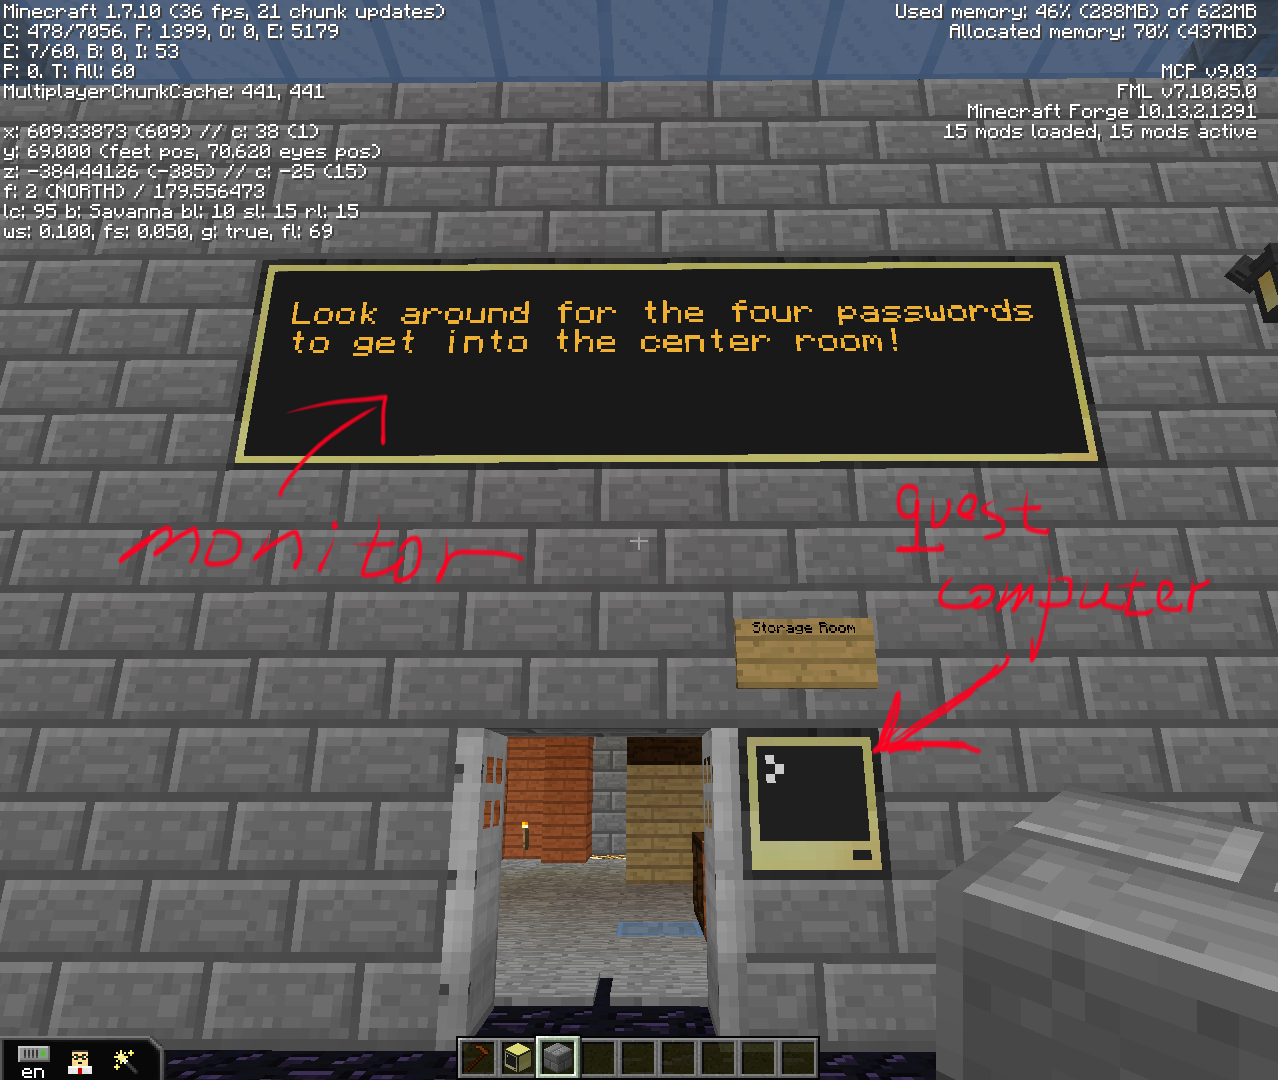 Minecraft 1.7.10 (36 fps, 21 chunk updates)
C: 478/7056. F: 1399, O: 0, E: 5179
E: 7/60. B: 0, I: 53
P: 0. T: All: 60
MultiplayerChunkCache: 441, 441
x: 609.33873 (609) // c: 38 (1)
y: 69.000 (feet pos, 70.620 eyes pos)
z: -384.44126 (-385) // c: -25 (15)
f: 2 (NORTH) / 179.556473
lc: 95 b: Savanna bl: 10 sl: 15 rl: 15
ws: 0.100, fs: 0.050, g: true, fl: 69
Used memory: 46% (288MB) of 622MB
Allocated memory: 70% (437MB)
MCP v9.03
FML v7.10.85.0
Minecraft Forge 10.13.2.1291
15 mods loaded, 15 mods active
Look around for the four passwords
to get into the center room!
monitor
quest
computer
Storage Room
en